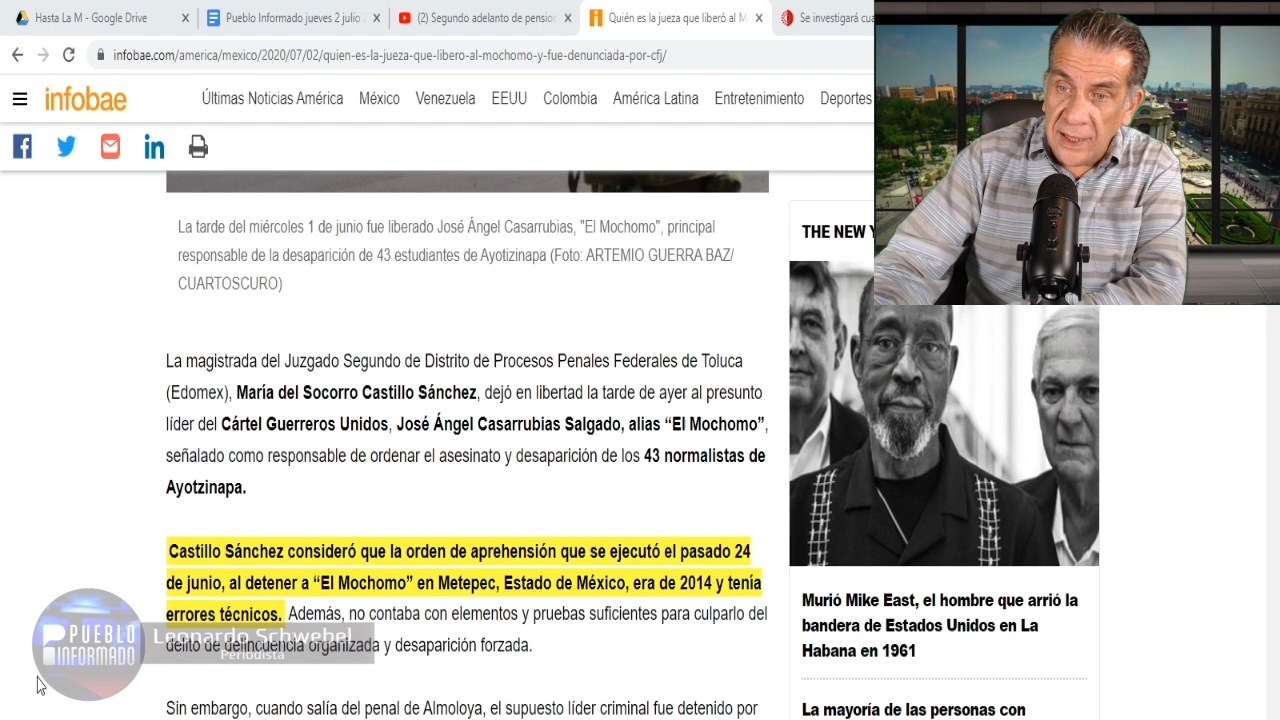 Hasta La M - Google Drive
Pueblo Informado jueves 2 julio
(2) Segundo adelanto de pension
Quién es la jueza que liberó al M
Se investigará cua
infobae.com/america/mexico/2020/07/02/quien-es-la-jueza-que-libero-al-mochomo-y-fue-denunciada-por-cfj/
infobae
Últimas Noticias América México Venezuela EEUU Colombia América Latina Entretenimiento Deportes
La tarde del miércoles 1 de junio fue liberado José Ángel Casarrubias, "El Mochomo", principal
responsable de la desaparición de 43 estudiantes de Ayotizinapa (Foto: ARTEMIO GUERRA BAZ/
CUARTOSCURO)
La magistrada del Juzgado Segundo de Distrito de Procesos Penales Federales de Toluca
(Edomex), María del Socorro Castillo Sánchez, dejó en libertad la tarde de ayer al presunto
líder del Cártel Guerreros Unidos, José Ángel Casarrubias Salgado, alias “El Mochomo”,
señalado como responsable de ordenar el asesinato y desaparición de los 43 normalistas de
Ayotzinapa.
Castillo Sánchez consideró que la orden de aprehensión que se ejecutó el pasado 24
de junio, al detener a “El Mochomo” en Metepec, Estado de México, era de 2014 y tenía
errores técnicos. Además, no contaba con elementos y pruebas suficientes para culparlo del
delito de delincuencia organizada y desaparición forzada.
Sin embargo, cuando salía del penal de Almoloya, el supuesto líder criminal fue detenido por
THE NEW
Murió Mike East, el hombre que arrió la
bandera de Estados Unidos en La
Habana en 1961
La mayoría de las personas con
PUEBLO
INFORMADO
Leonardo Schwebel
Periodista